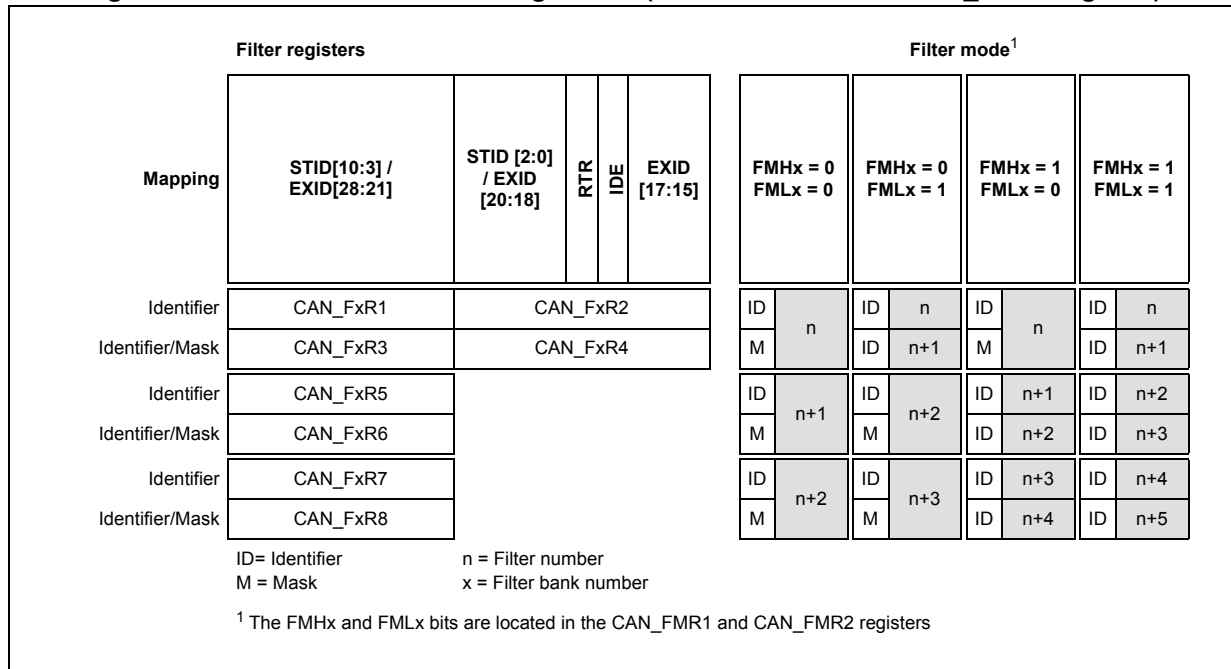 Filter registers Filter mode1
Mapping STID[10:3] / EXID[28:21] STID [2:0] / EXID [20:18] RTR IDE EXID [17:15] FMHx = 0 FMLx = 0 FMHx = 0 FMLx = 1 FMHx = 1 FMLx = 0 FMHx = 1 FMLx = 1
Identifier CAN_FxR1 CAN_FxR2 ID n ID n ID n ID n
Identifier/Mask CAN_FxR3 CAN_FxR4 M ID n+1 M ID n+1
Identifier CAN_FxR5 ID n+1 ID n+2 ID n+1 ID n+2
Identifier/Mask CAN_FxR6 M M ID n+2 ID n+3
Identifier CAN_FxR7 ID n+2 ID n+3 ID n+3 ID n+4
Identifier/Mask CAN_FxR8 M M ID n+4 ID n+5
ID= Identifier n = Filter number
M = Mask x = Filter bank number
1 The FMHx and FMLx bits are located in the CAN_FMR1 and CAN_FMR2 registers